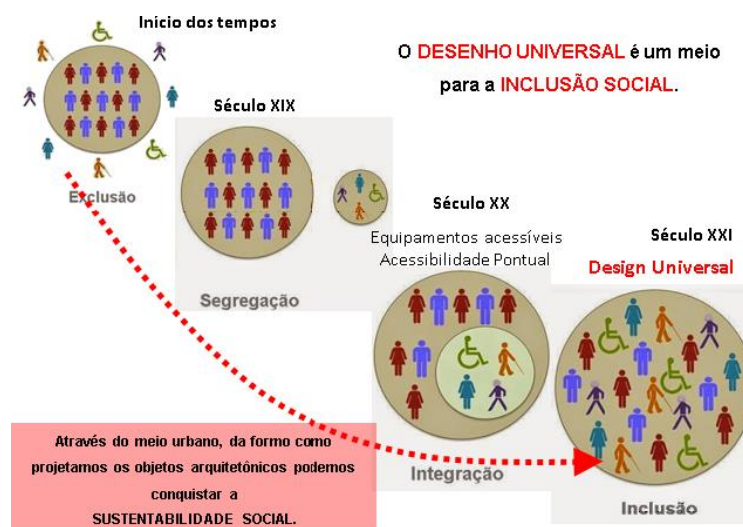 Início dos tempos
O DESENHO UNIVERSAL é um meio
para a INCLUSÃO SOCIAL.
Exclusão
Século XIX
Segregação
Século XX
Equipamentos acessíveis
Acessibilidade Pontual
Integração
Século XXI
Design Universal
Inclusão
Através do meio urbano, da formo como
projetamos os objetos arquitetônicos podemos
conquistar a
SUSTENTABILIDADE SOCIAL.